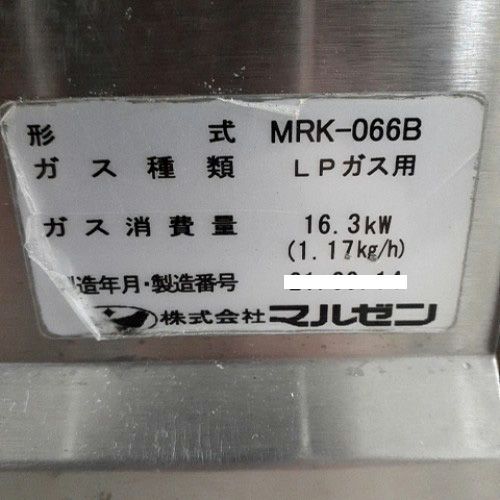 形式 MRK-066B
ガス種類 LPガス用
ガス消費量 16.3kW
(1.17kg/h)
製造年月・製造番号
株式会社マルゼン